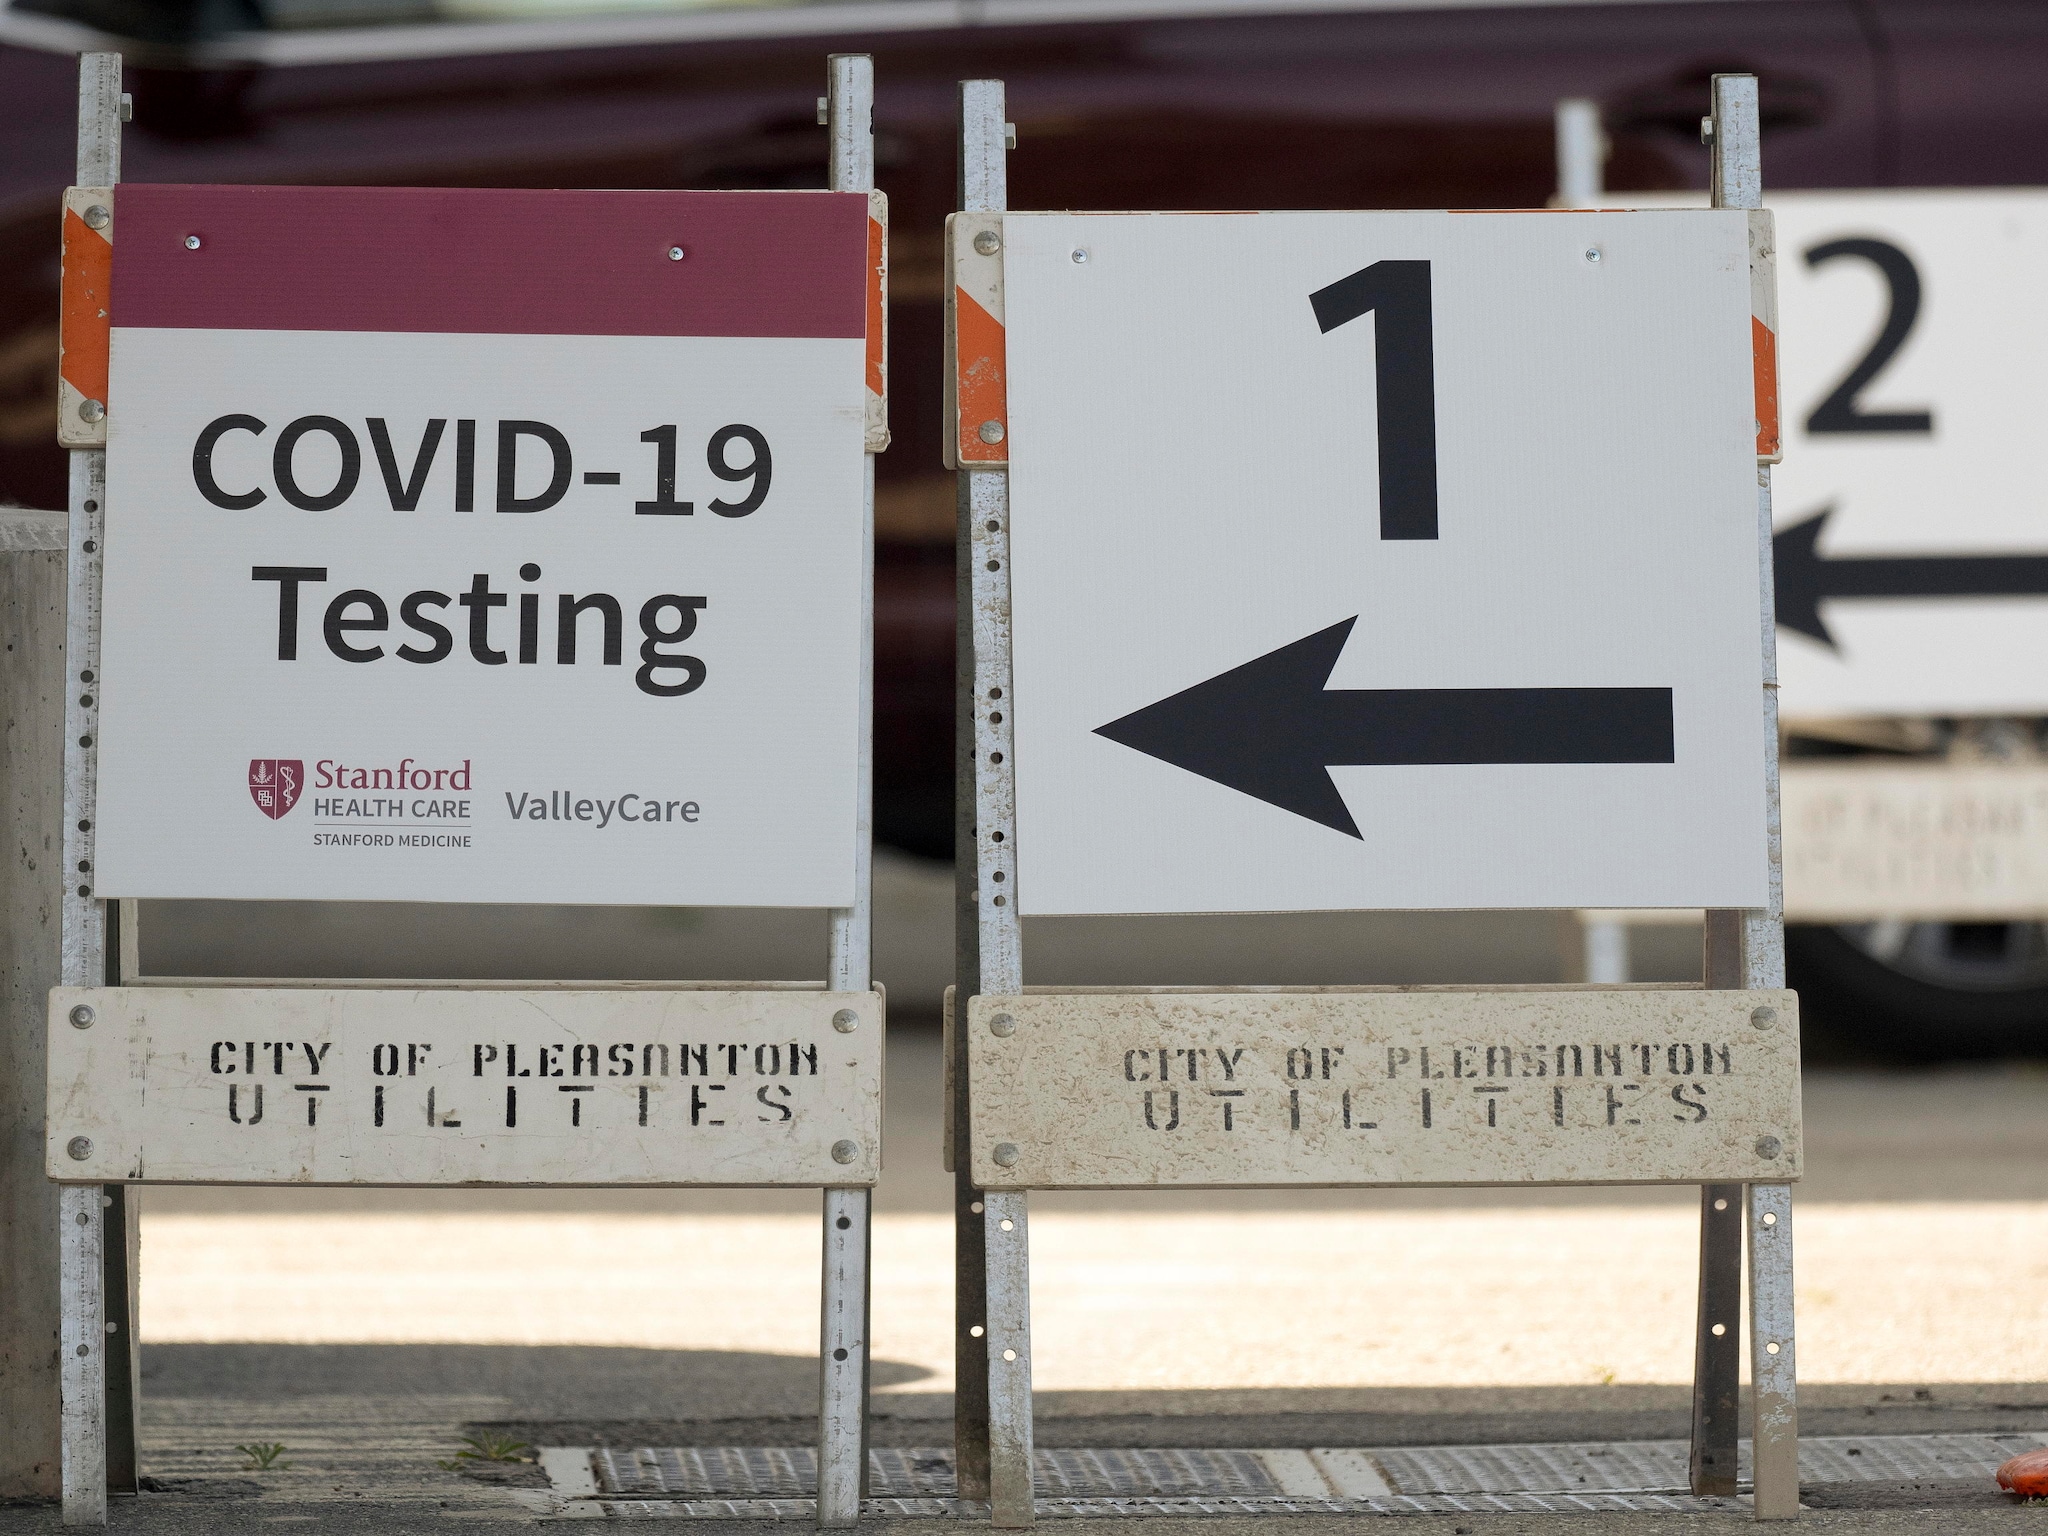 COVID-19
Testing
Stanford
HEALTH CARE
STANFORD MEDICINE
ValleyCare
CITY OF PLEASANTON
UTILITIES
1
CITY OF PLEASANTON
UTILITIES
2